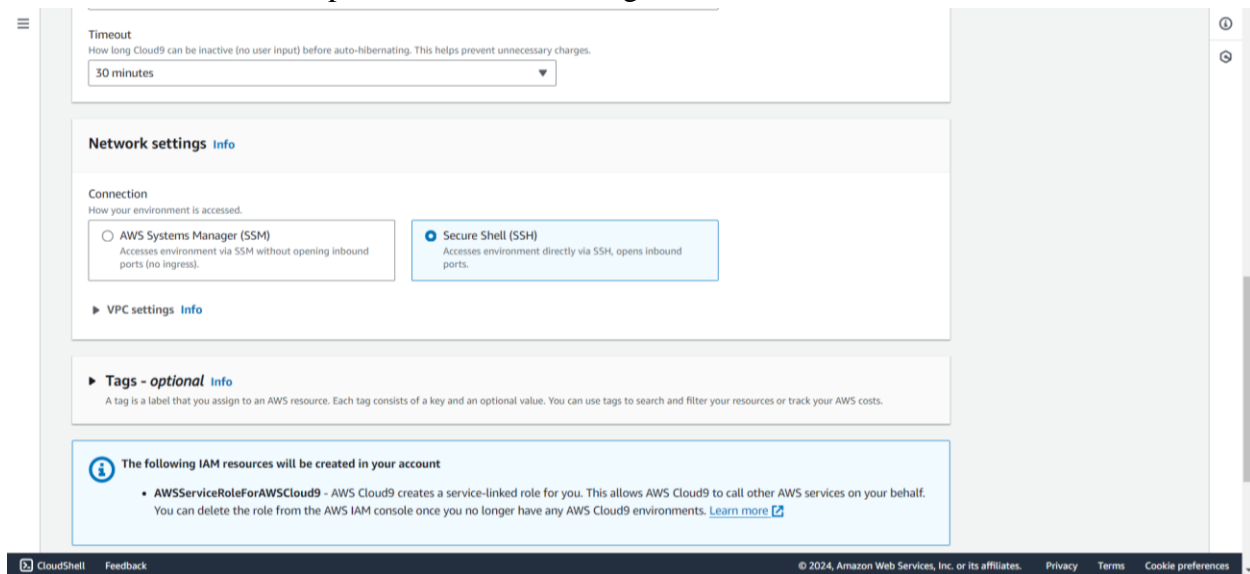 Timeout
How long Cloud9 can be inactive (no user input) before auto-hibernating. This helps prevent unnecessary charges.
30 minutes
Network settings Info
Connection
How your environment is accessed.
AWS Systems Manager (SSM)
Accesses environment via SSM without opening inbound
ports (no ingress).
Secure Shell (SSH)
Accesses environment directly via SSH, opens inbound
ports.
VPC settings Info
Tags - optional Info
A tag is a label that you assign to an AWS resource. Each tag consists of a key and an optional value. You can use tags to search and filter your resources or track your AWS costs.
The following IAM resources will be created in your account
• AWSServiceRoleForAWSCloud9 - AWS Cloud9 creates a service-linked role for you. This allows AWS Cloud9 to call other AWS services on your behalf.
You can delete the role from the AWS IAM console once you no longer have any AWS Cloud9 environments. Learn more
CloudShell Feedback © 2024, Amazon Web Services, Inc. or its affiliates. Privacy Terms Cookie preferences